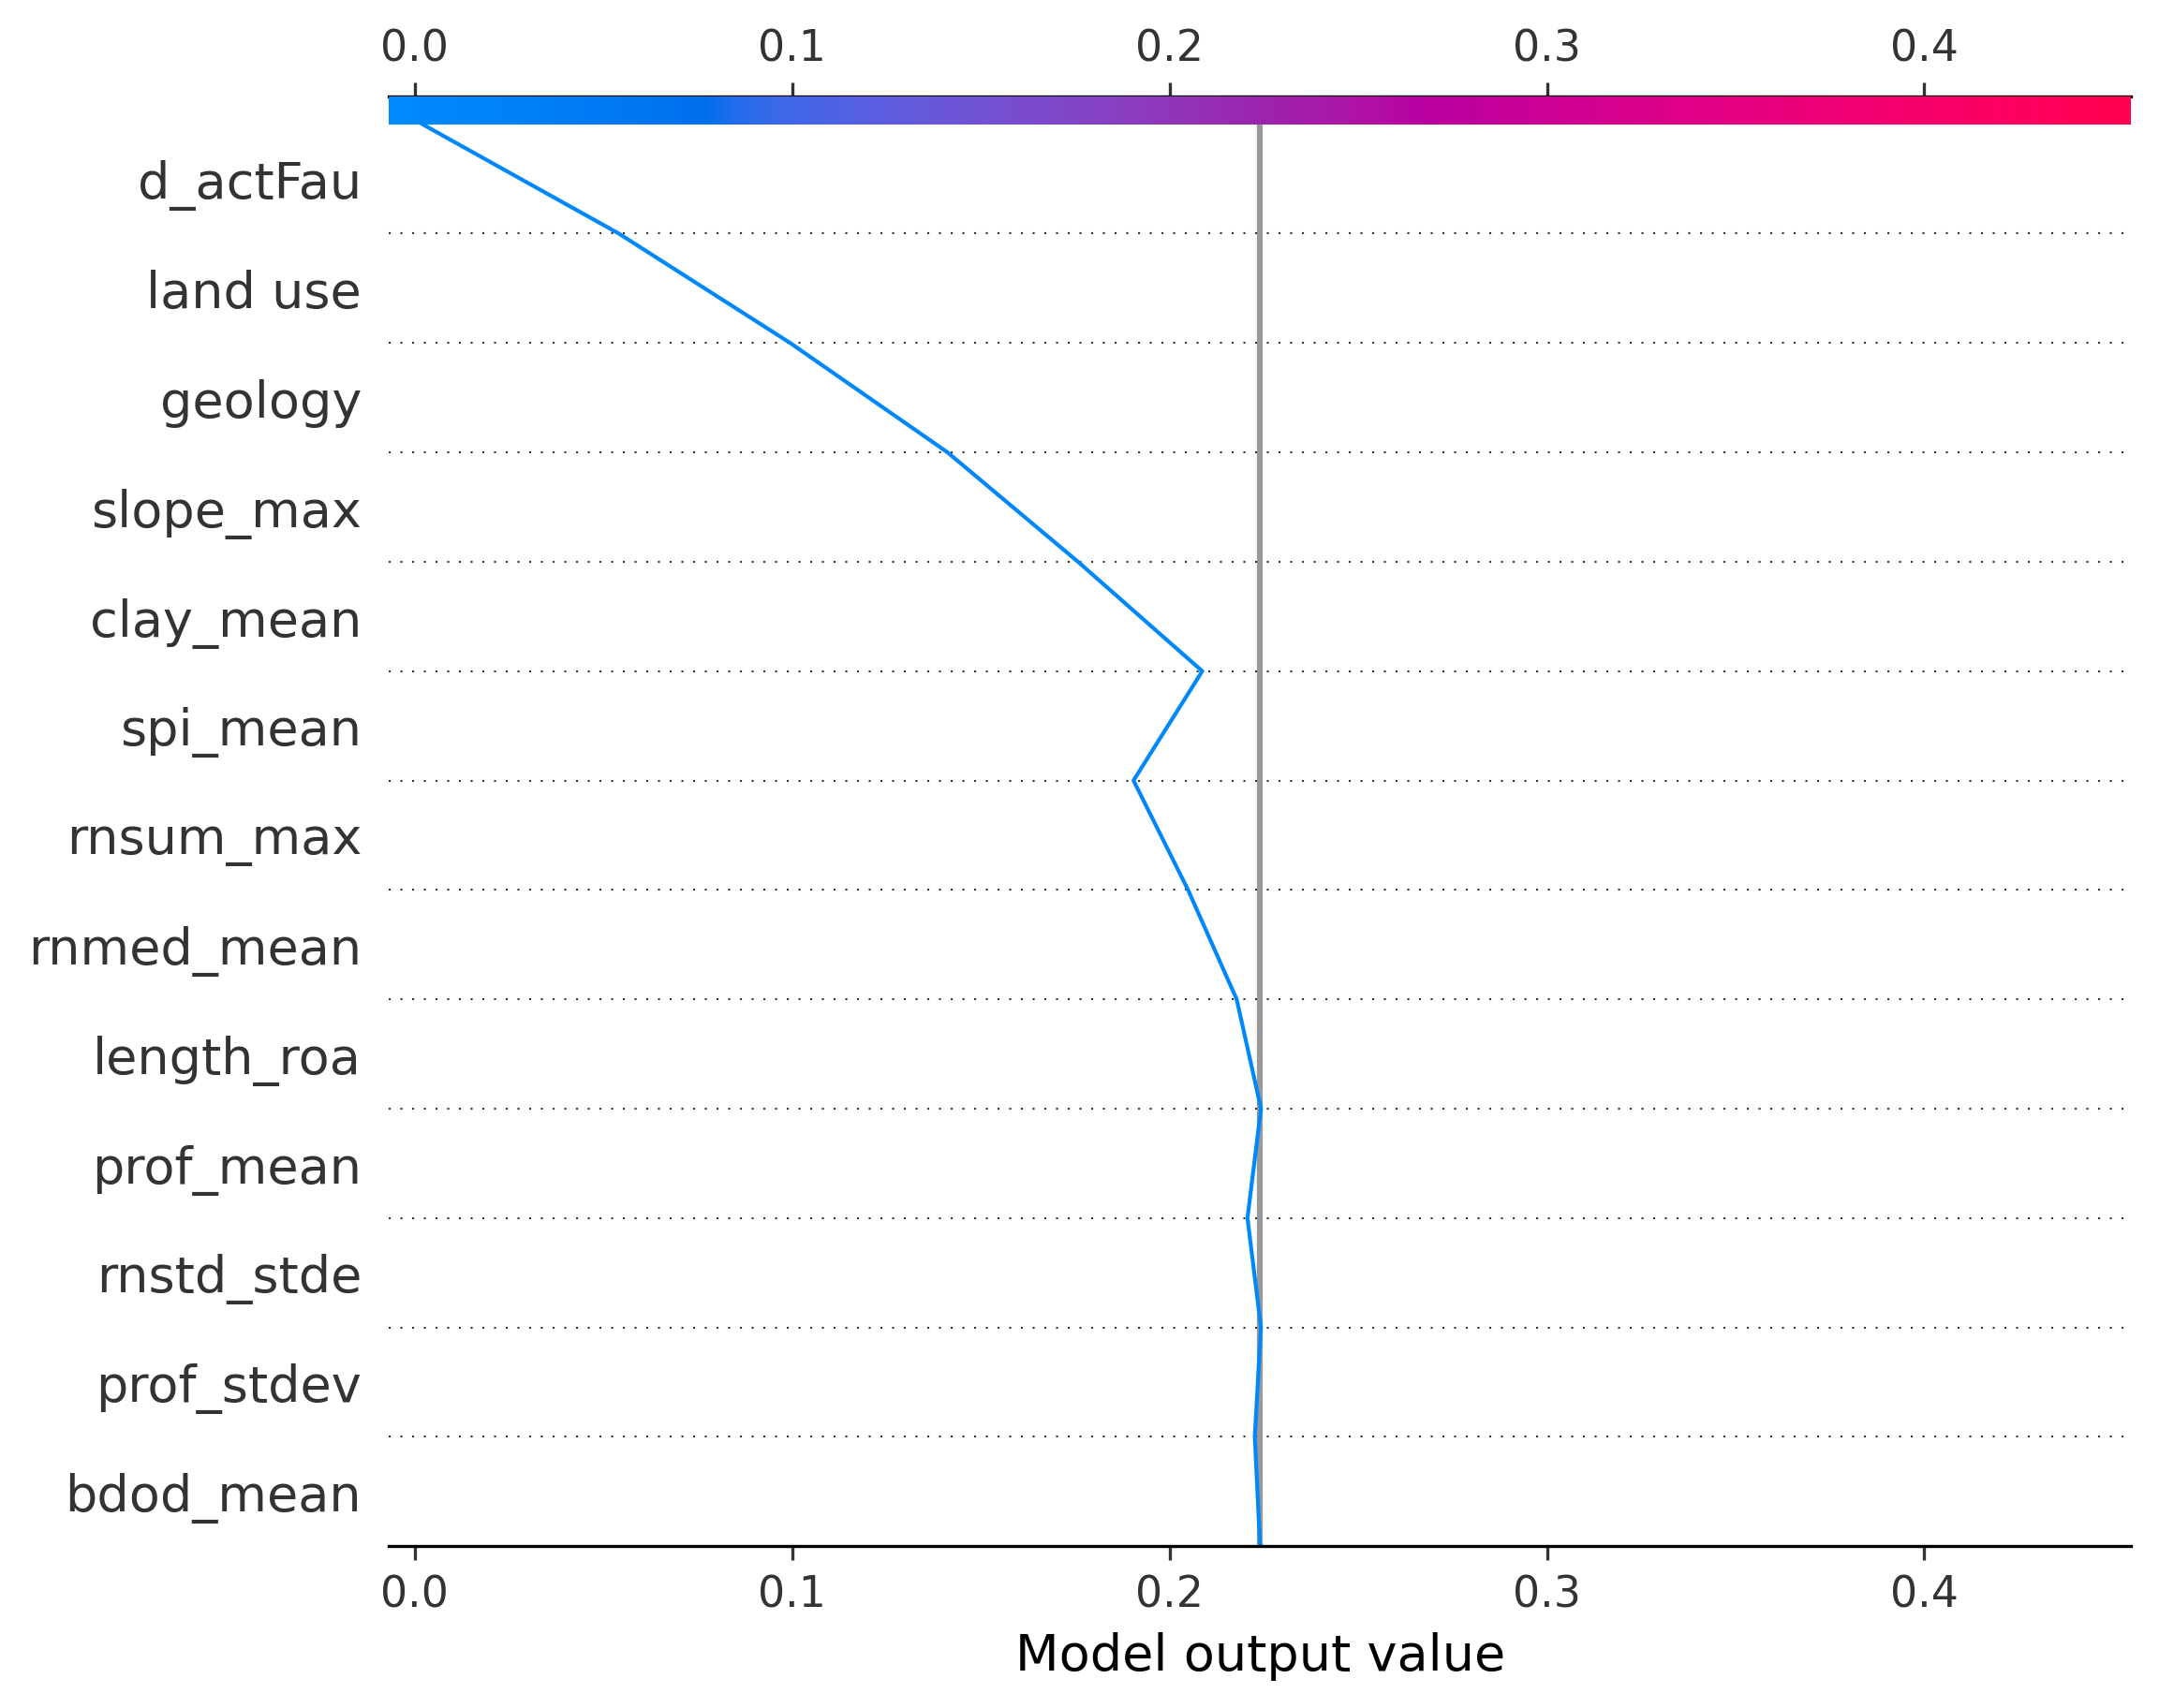 0.0 0.1 0.2 0.3 0.4
d_actFau
land use
geology
slope_max
clay_mean
spi_mean
rnsum_max
rnmed_mean
length_roa
prof_mean
rnstd_stde
prof_stdev
bdod_mean
0.0 0.1 0.2 0.3 0.4
Model output value